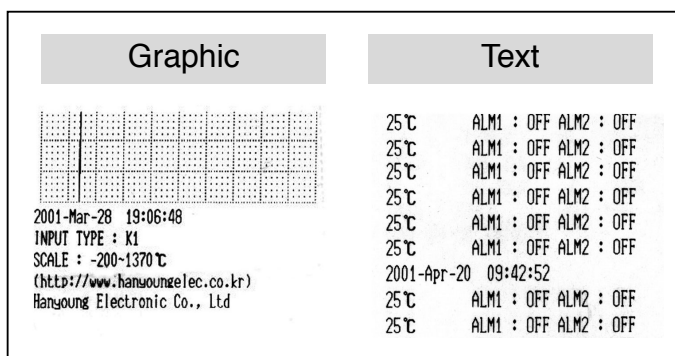 Graphic
2001-Mar-28 19:06:48
INPUT TYPE : K1
SCALE : -200~1370℃
(http://www.hanyoungelec.co.kr)
Hanyoung Electronic Co., Ltd
Text
25℃ ALM1 : OFF ALM2 : OFF
25℃ ALM1 : OFF ALM2 : OFF
25℃ ALM1 : OFF ALM2 : OFF
25℃ ALM1 : OFF ALM2 : OFF
25℃ ALM1 : OFF ALM2 : OFF
25℃ ALM1 : OFF ALM2 : OFF
2001-Apr-20 09:42:52
25℃ ALM1 : OFF ALM2 : OFF
25℃ ALM1 : OFF ALM2 : OFF